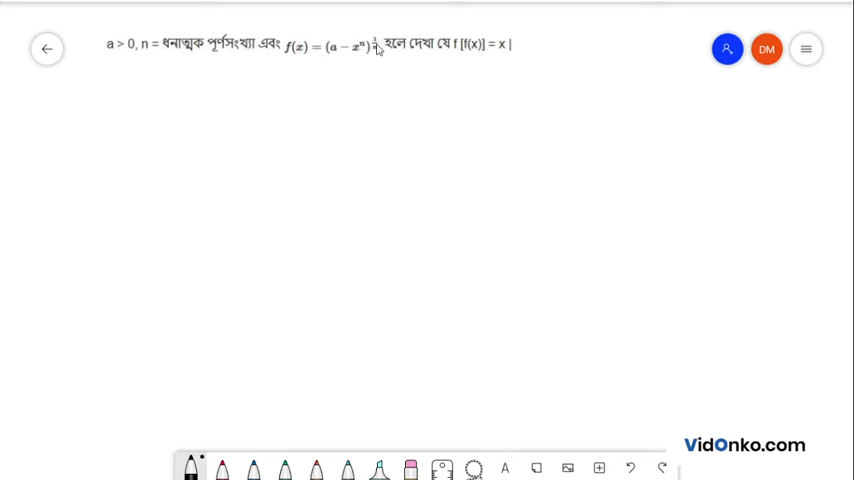 a > 0, n = ধনাত্মক পূর্ণসংখ্যা এবং f(x) = (a − xⁿ)^{1/n} হলে দেখা যে f [f(x)] = x |
DM
A
VidOnko.com